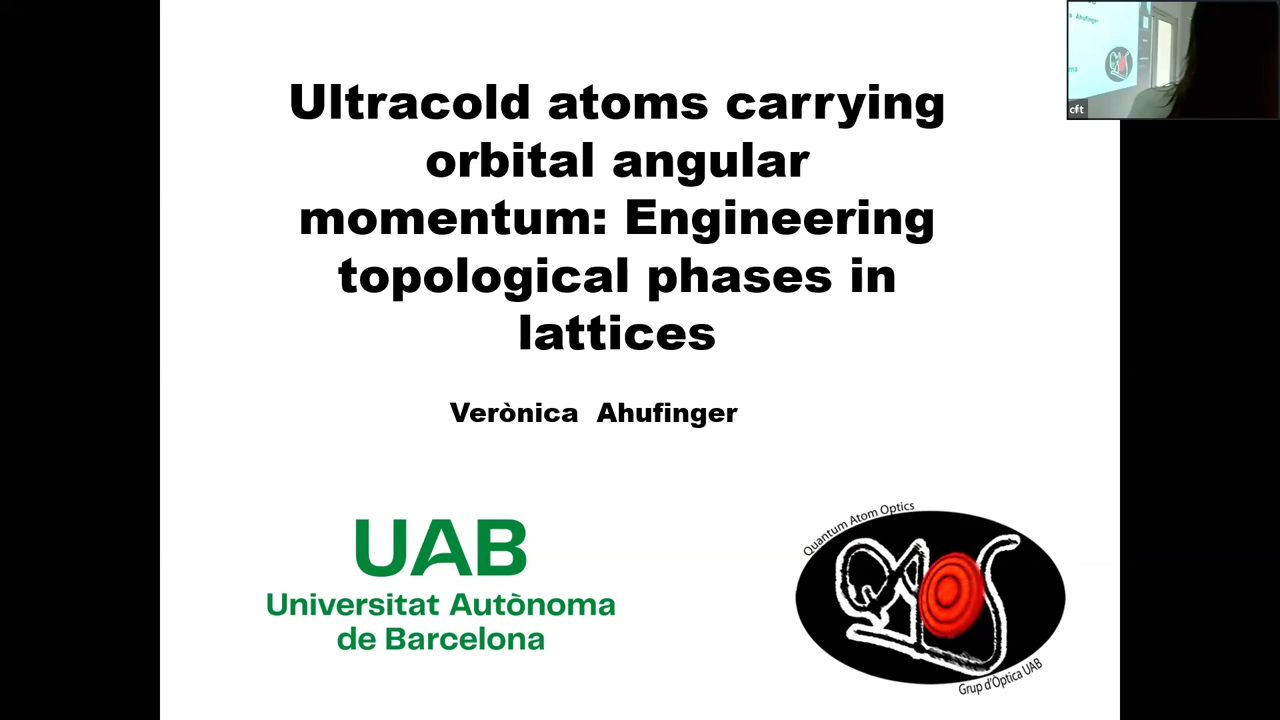 Ultracold atoms carrying
orbital angular
momentum: Engineering
topological phases in
lattices
Verònica Ahufinger
UAB
Universitat Autònoma
de Barcelona
Quantum Atom Optics
Grup d'Òptica UAB
Ahufinger
cft